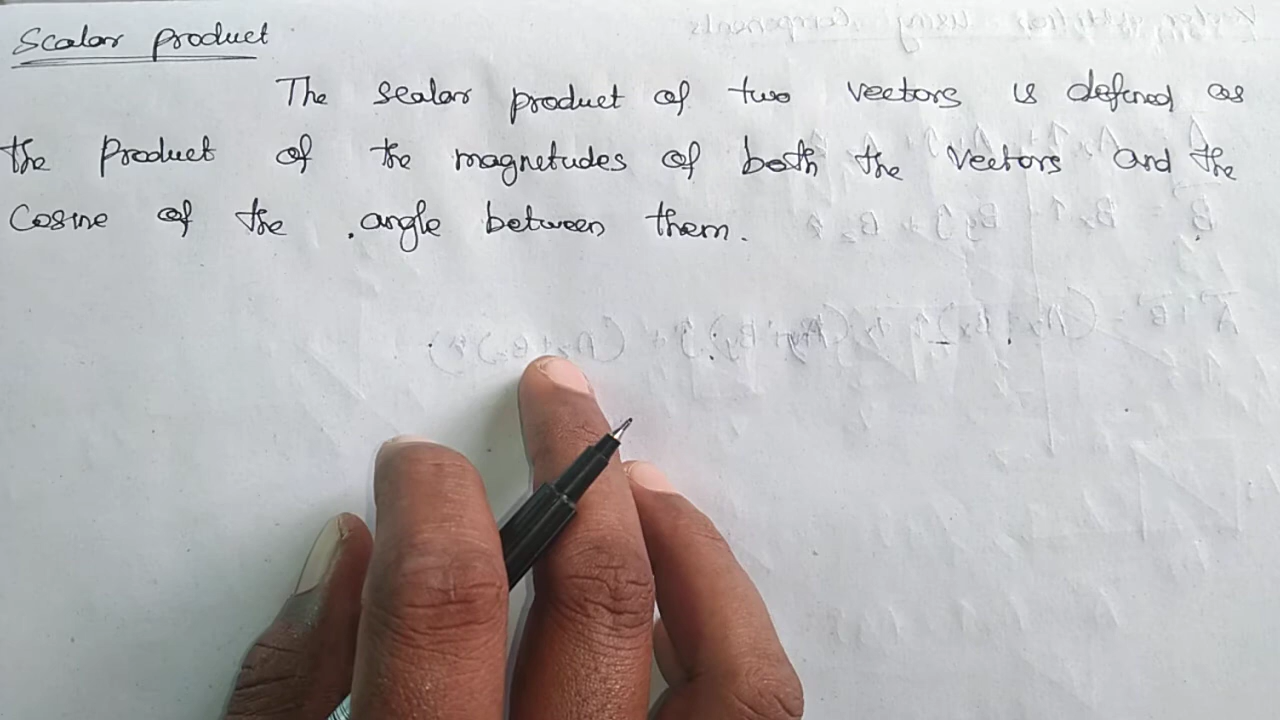 Scalar product
The scalar product of two vectors is defined as
the product of the magnetudes of both the vectors and the
Cosine of the angle between them.